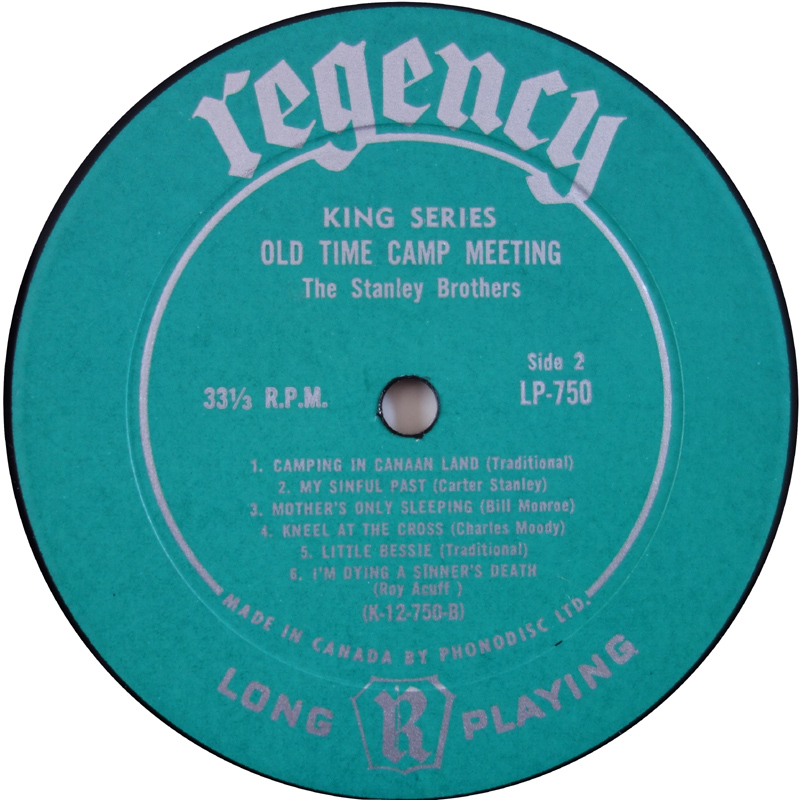 regency
KING SERIES
OLD TIME CAMP MEETING
The Stanley Brothers
Side 2
33⅓ R.P.M.
LP-750
1. CAMPING IN CANAAN LAND (Traditional)
2. MY SINFUL PAST (Carter Stanley)
3. MOTHER'S ONLY SLEEPING (Bill Monroe)
4. KNEEL AT THE CROSS (Charles Moody)
5. LITTLE BESSIE (Traditional)
6. I'M DYING A SINNER'S DEATH
(Roy Acuff )
(K-12-750-B)
MADE IN CANADA BY PHONODISC LTD.
LONG R PLAYING